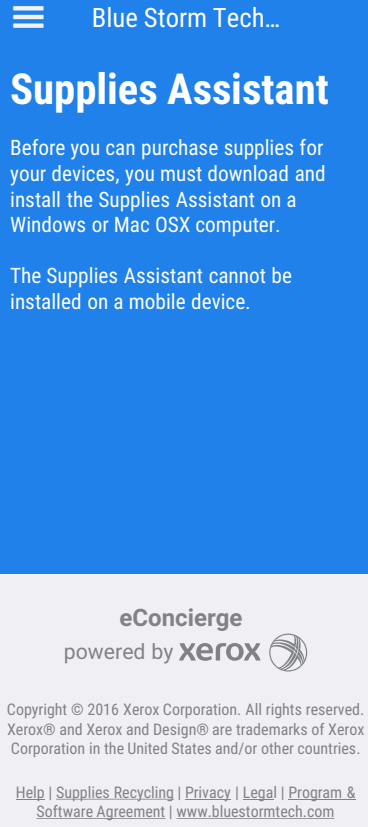 Blue Storm Tech...
Supplies Assistant
Before you can purchase supplies for
your devices, you must download and
install the Supplies Assistant on a
Windows or Mac OSX computer.
The Supplies Assistant cannot be
installed on a mobile device.
eConcierge
powered by xerox
Copyright © 2016 Xerox Corporation. All rights reserved.
Xerox® and Xerox and Design® are trademarks of Xerox
Corporation in the United States and/or other countries.
Help | Supplies Recycling | Privacy | Legal | Program &
Software Agreement | www.bluestormtech.com